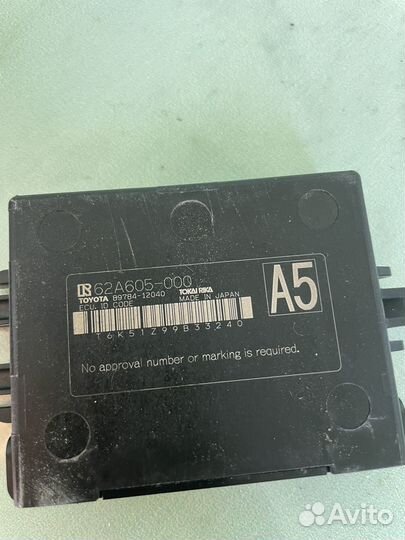 62A605-000
TOYOTA 89784-12040 TOKAI RIKA
ECU, ID CODE MADE IN JAPAN
A5
16K51Z99B33240
No approval number or marking is required.
Avito